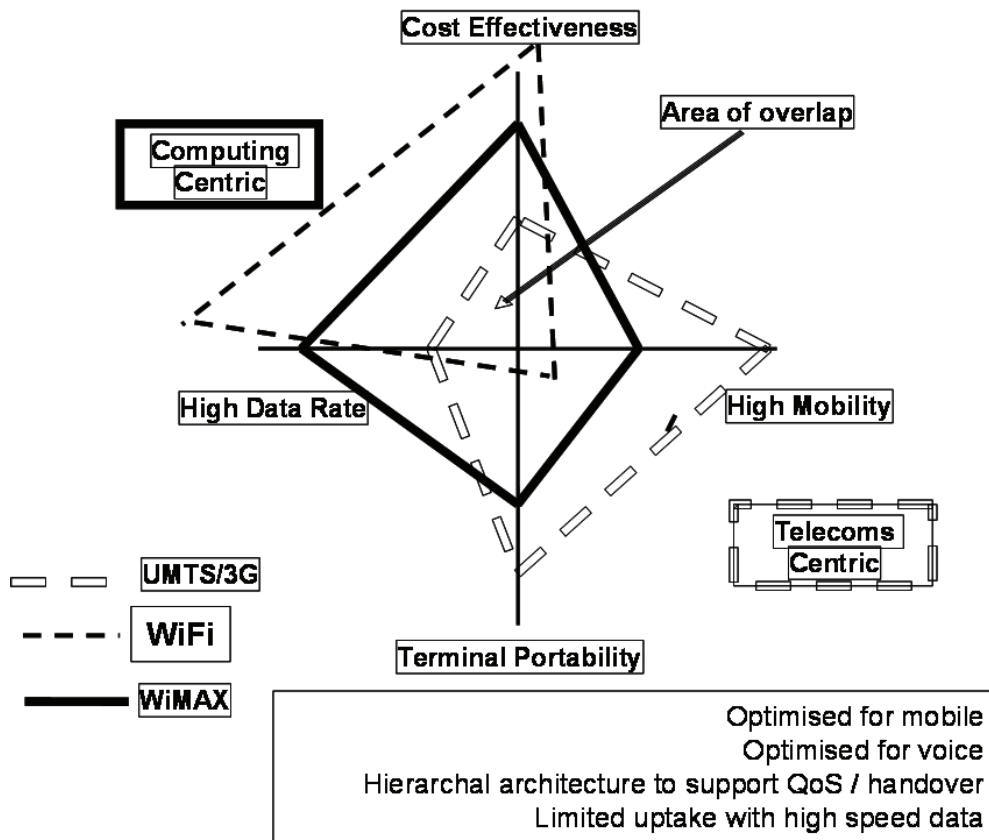 Cost Effectiveness
Area of overlap
Computing
Centric
High Data Rate
High Mobility
Telecoms
Centric
UMTS/3G
WiFi
Terminal Portability
WiMAX
Optimised for mobile
Optimised for voice
Hierarchal architecture to support QoS / handover
Limited uptake with high speed data